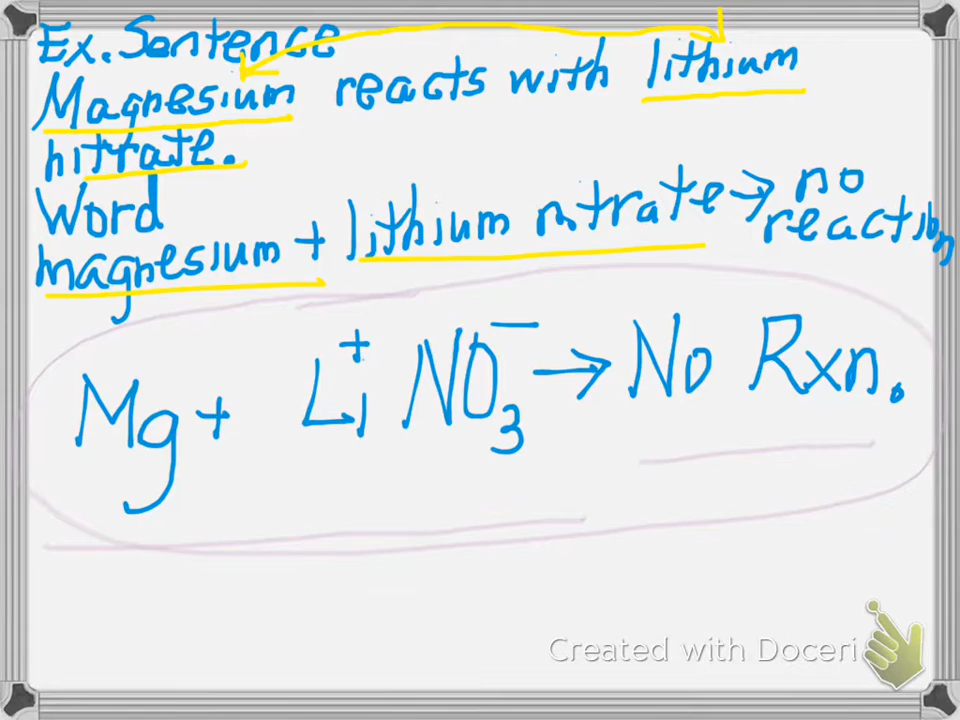 Ex. Sentence
Magnesium reacts with lithium
nitrate.
Word
magnesium + lithium nitrate → no reaction
Mg + Li⁺ NO₃⁻ → No Rxn.
Created with Doceri